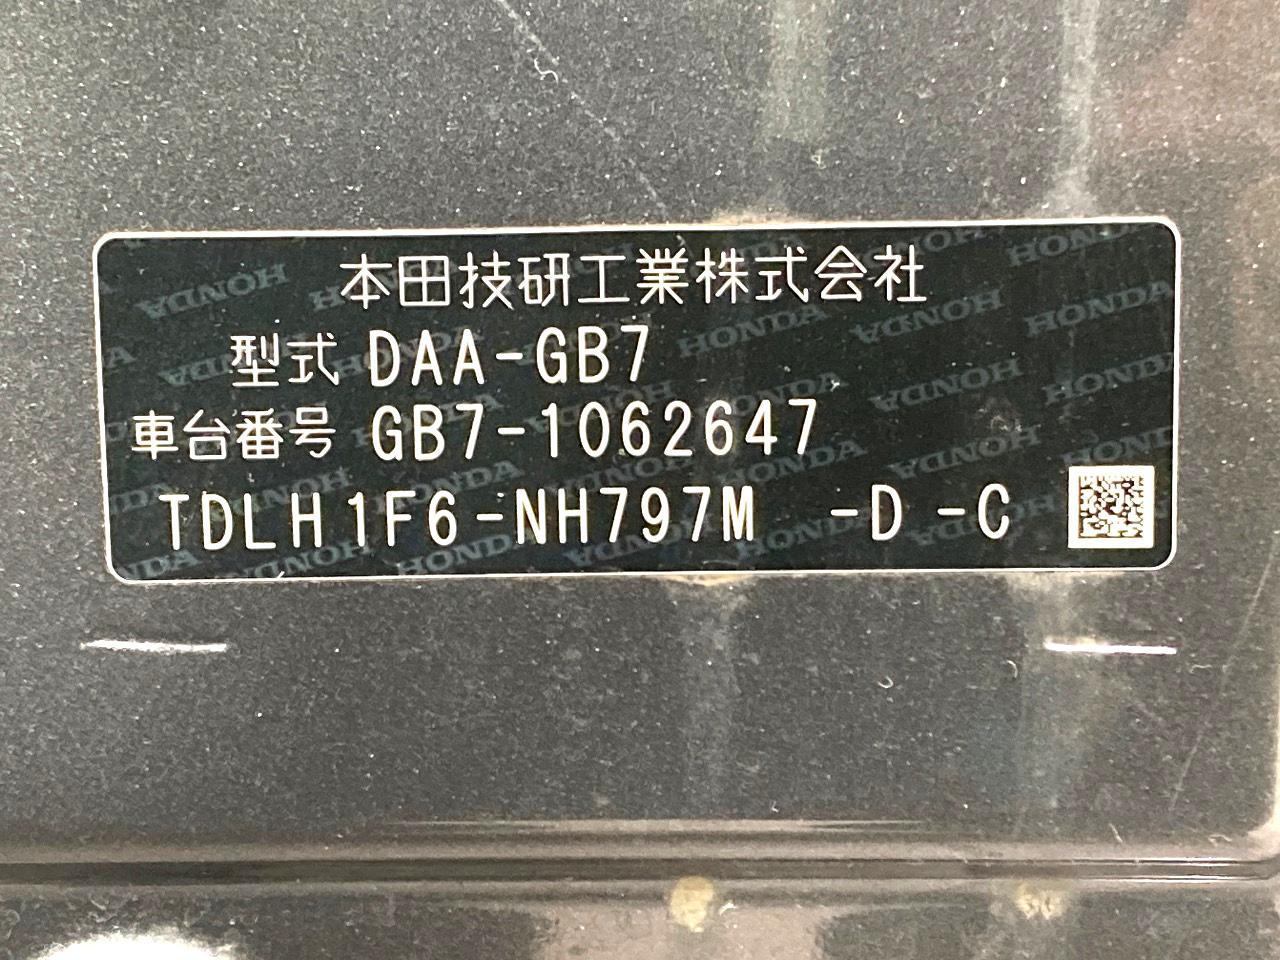 本田技研工業株式会社
型式 DAA-GB7
車台番号 GB7-1062647
TDLH1F6-NH797M -D -C